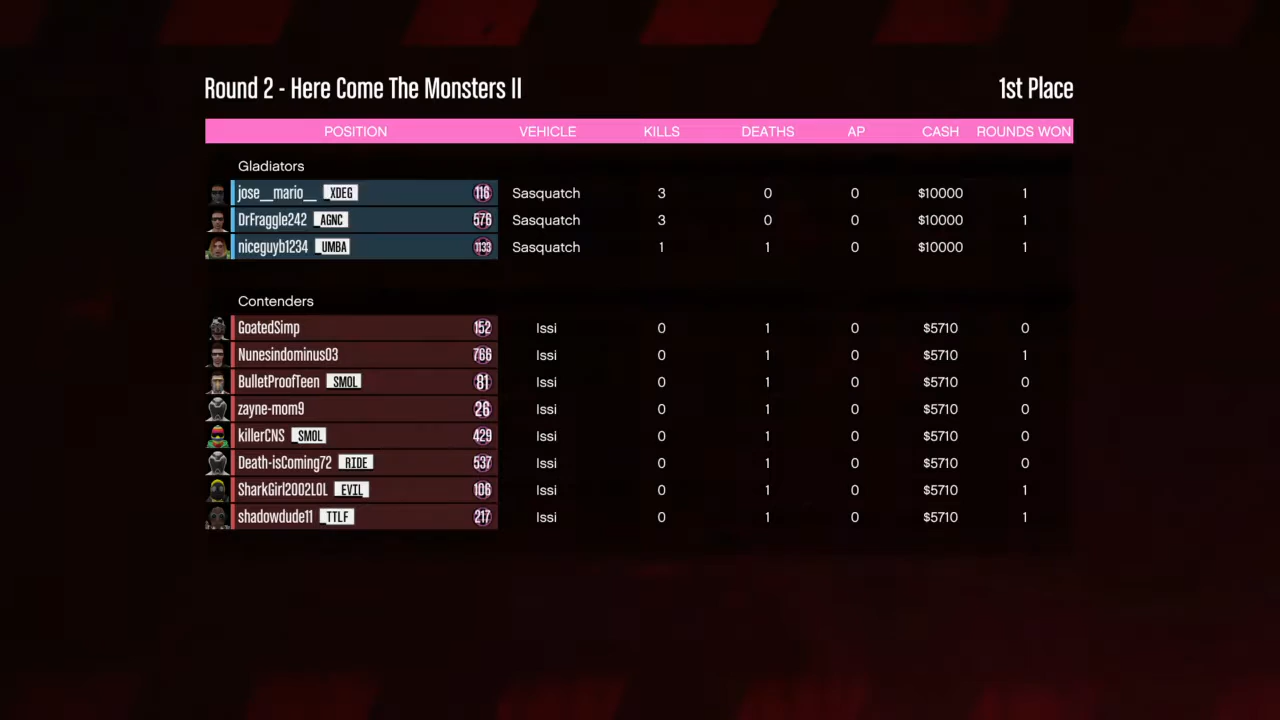 Round 2 - Here Come The Monsters II 1st Place
POSITION VEHICLE KILLS DEATHS AP CASH ROUNDS WON
Gladiators
jose__mario__ XDEG 116 Sasquatch 3 0 0 $10000 1
DrFraggle242 AGNC 576 Sasquatch 3 0 0 $10000 1
niceguyb1234 UMBA 1133 Sasquatch 1 1 0 $10000 1
Contenders
GoatedSimp 152 Issi 0 1 0 $5710 0
Nunesindominus03 766 Issi 0 1 0 $5710 1
BulletProofTeen SMOL 81 Issi 0 1 0 $5710 0
zayne-mom9 26 Issi 0 1 0 $5710 0
killerCNS SMOL 429 Issi 0 1 0 $5710 0
Death-isComing72 RIDE 537 Issi 0 1 0 $5710 0
SharkGirl2002LOL EVIL 106 Issi 0 1 0 $5710 1
shadowdude11 TTLF 217 Issi 0 1 0 $5710 1